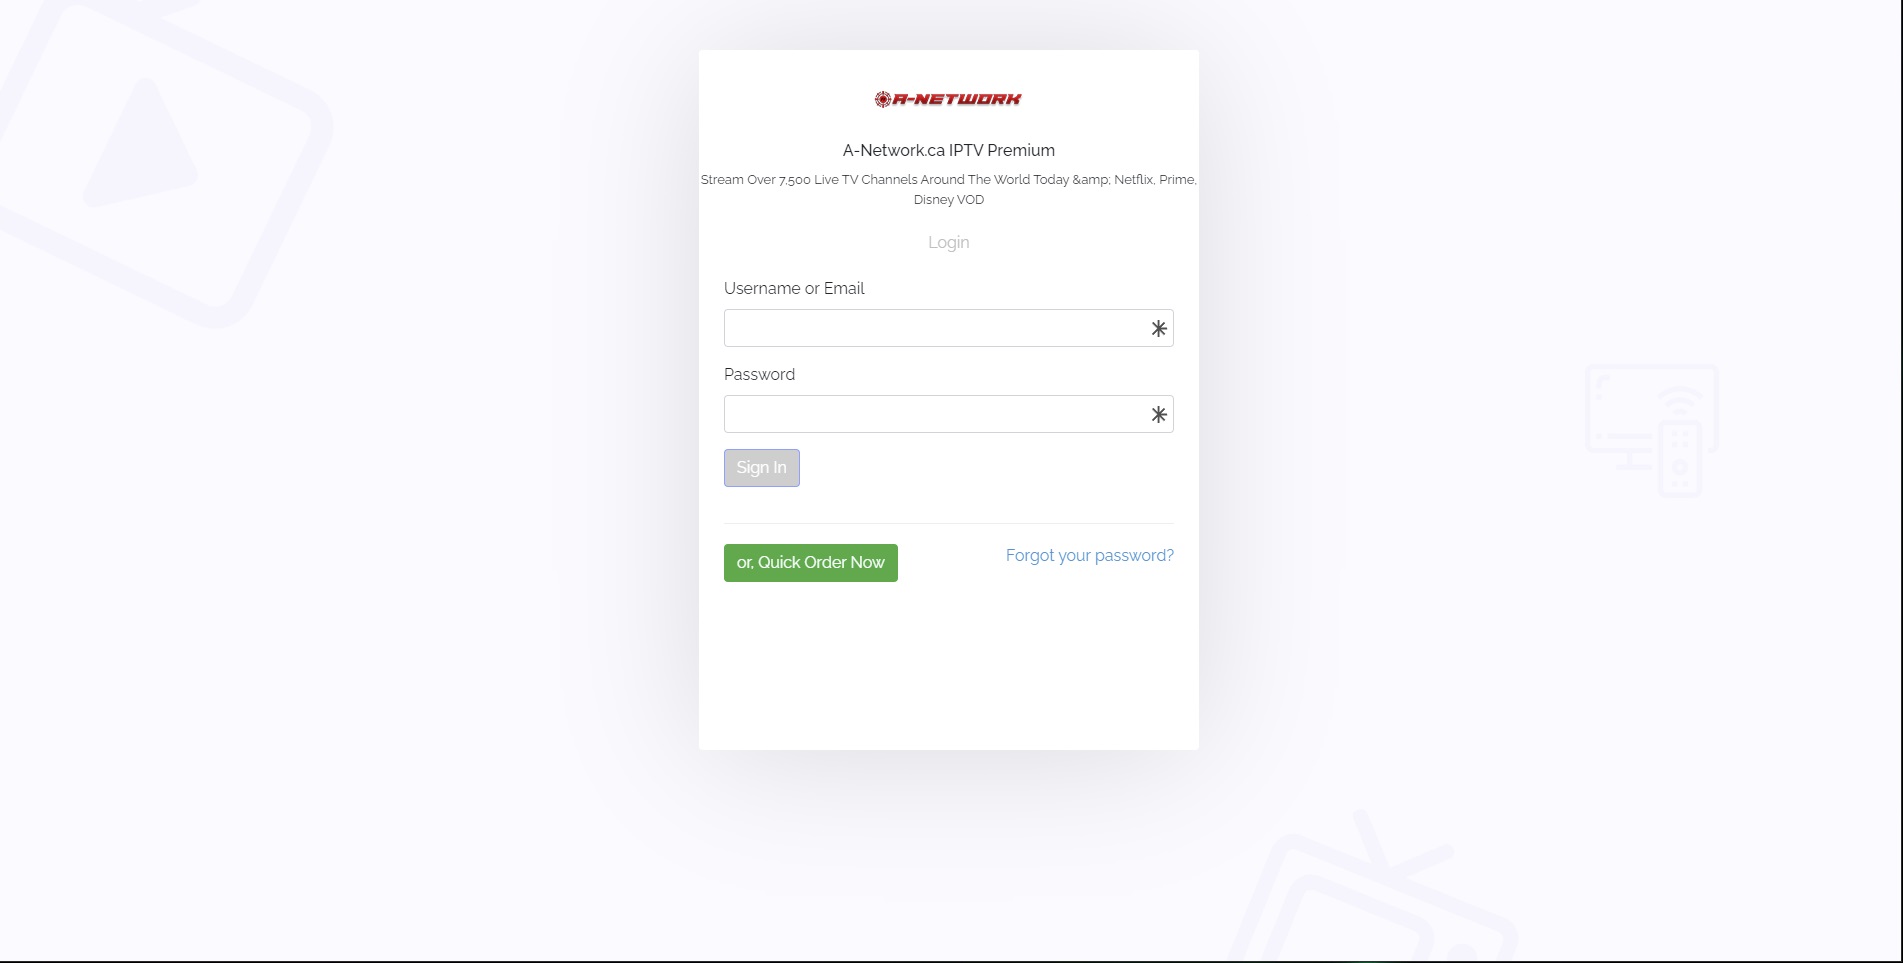 A-NETWORK
A-Network.ca IPTV Premium
Stream Over 7,500 Live TV Channels Around The World Today &amp; Netflix, Prime,
Disney VOD
Login
Username or Email
Password
Sign In
or, Quick Order Now
Forgot your password?